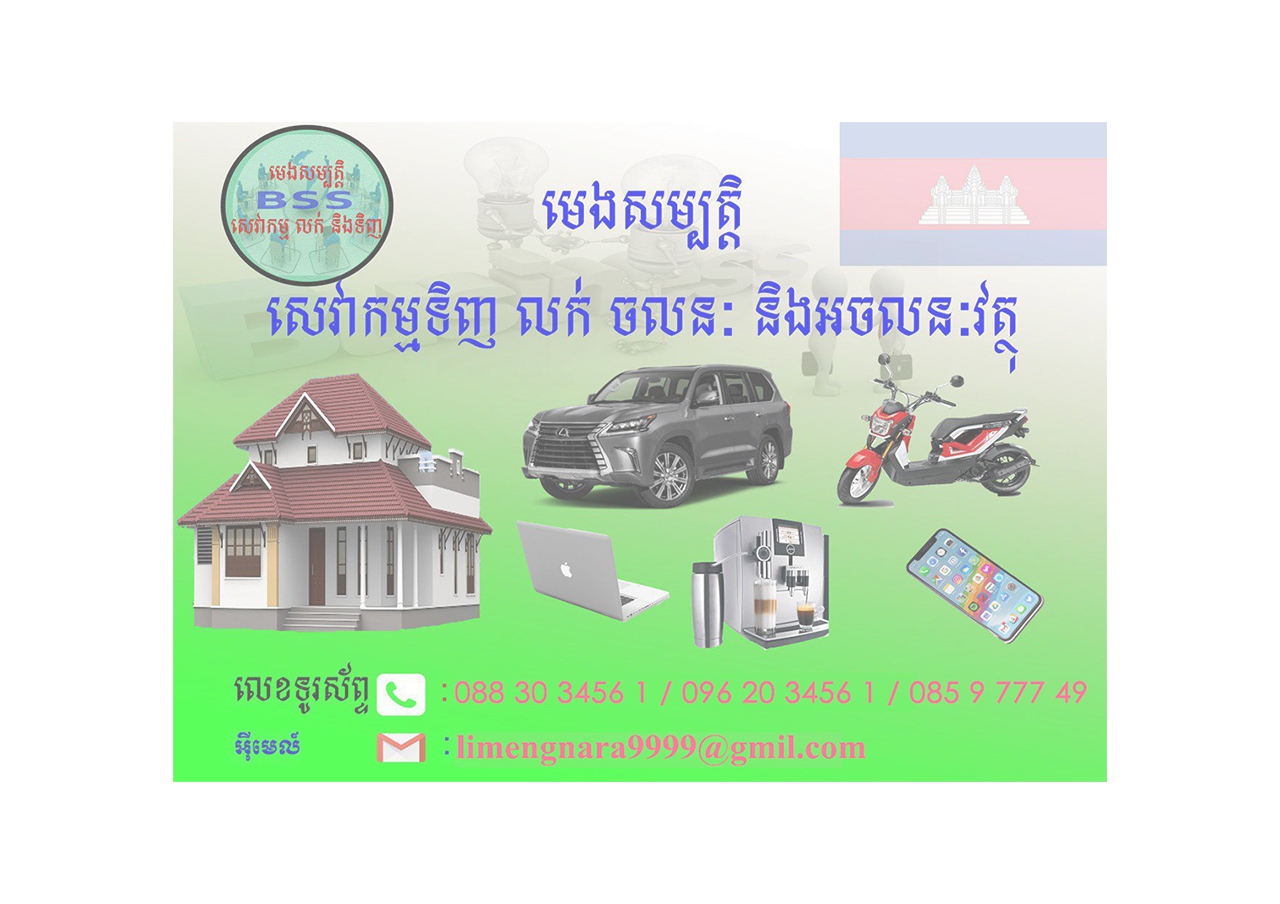 មេងសម្បត្តិ
BSS
សេវាកម្ម លក់ និងទិញ
មេងសម្បត្តិ
សេវាកម្មទិញ លក់ ចលនៈ និងអចលនៈវត្ថុ
លេខទូរស័ព្ទ : 088 30 3456 1 / 096 20 3456 1 / 085 9 777 49
អ៊ីមេល៍ : limengnara9999@gmil.com